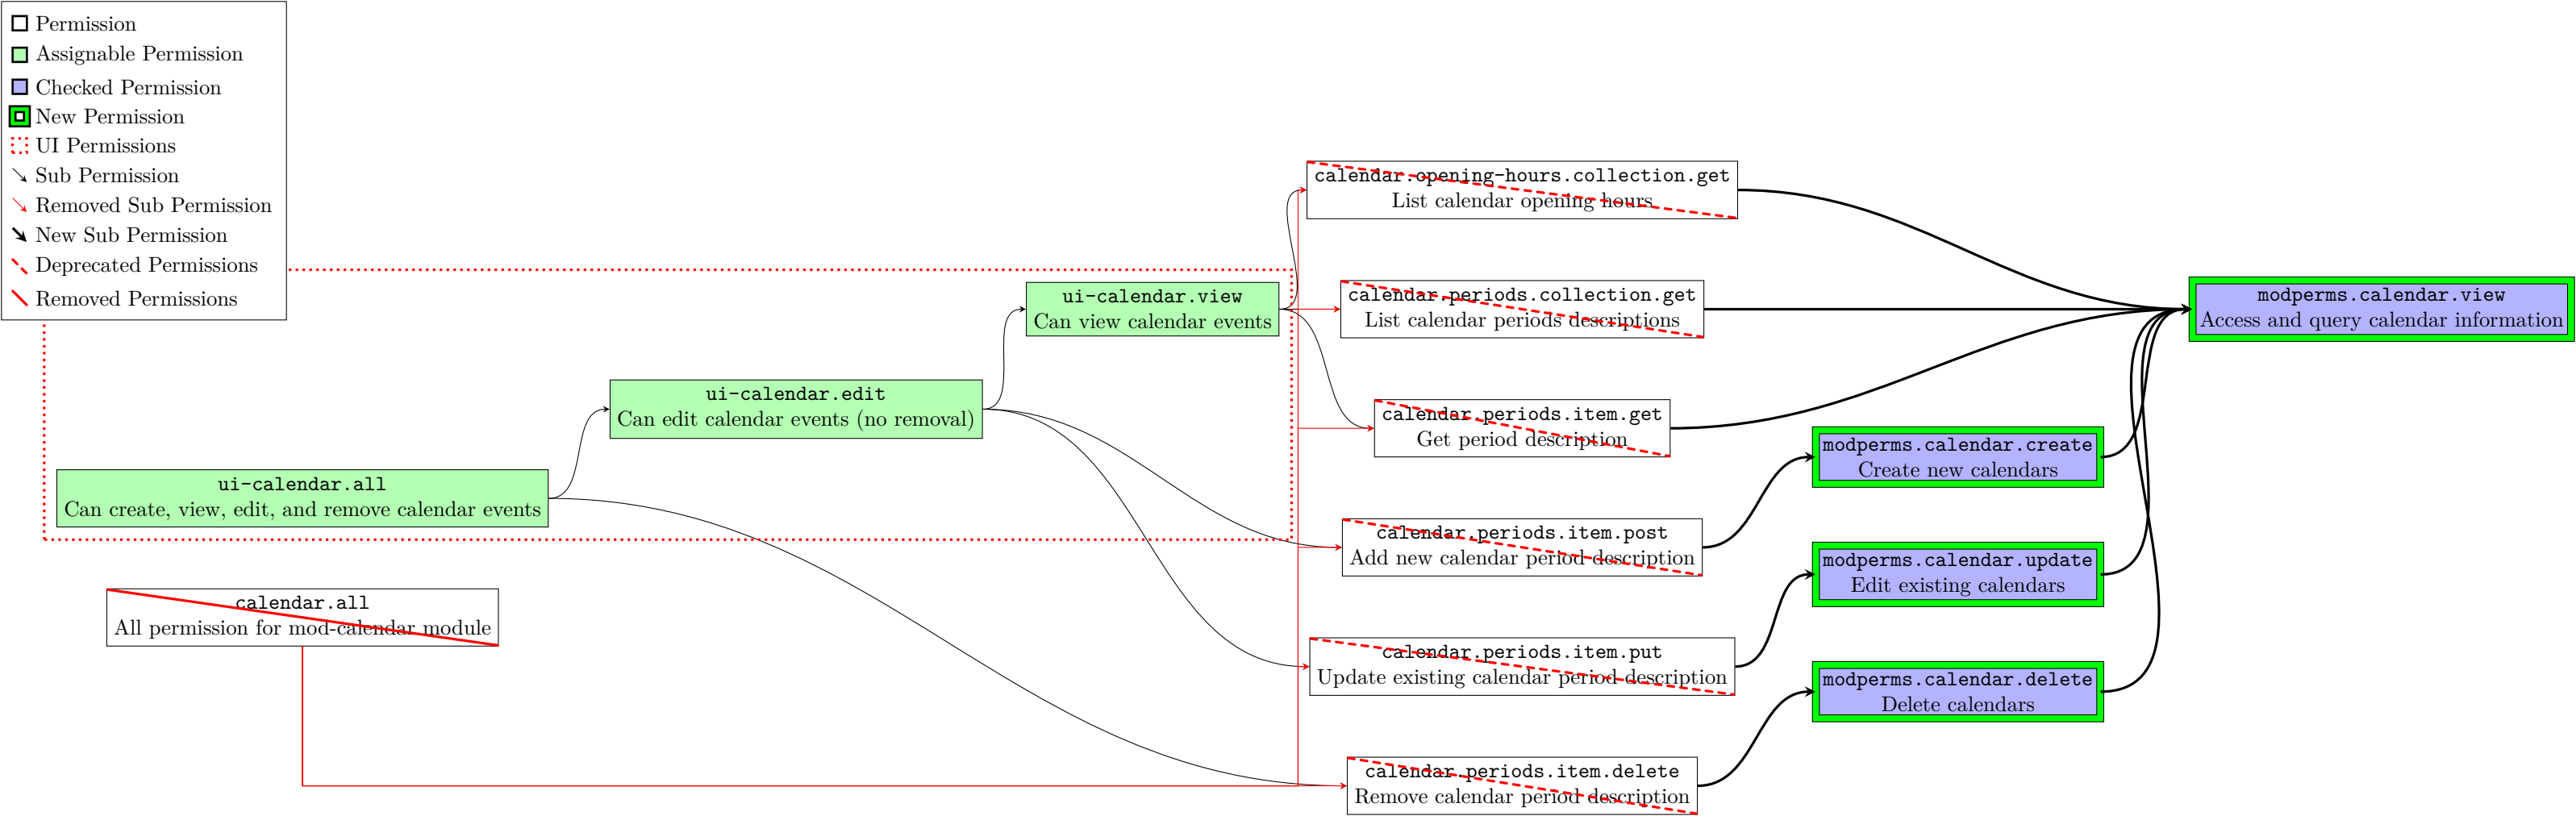 Permission
Assignable Permission
Checked Permission
New Permission
UI Permissions
Sub Permission
Removed Sub Permission
New Sub Permission
Deprecated Permissions
Removed Permissions
ui-calendar.all
Can create, view, edit, and remove calendar events
calendar.all
All permission for mod-calendar module
ui-calendar.edit
Can edit calendar events (no removal)
ui-calendar.view
Can view calendar events
calendar.opening-hours.collection.get
List calendar opening hours
calendar.periods.collection.get
List calendar periods descriptions
calendar.periods.item.get
Get period description
calendar.periods.item.post
Add new calendar period description
calendar.periods.item.put
Update existing calendar period description
calendar.periods.item.delete
Remove calendar period description
modperms.calendar.create
Create new calendars
modperms.calendar.update
Edit existing calendars
modperms.calendar.delete
Delete calendars
modperms.calendar.view
Access and query calendar information